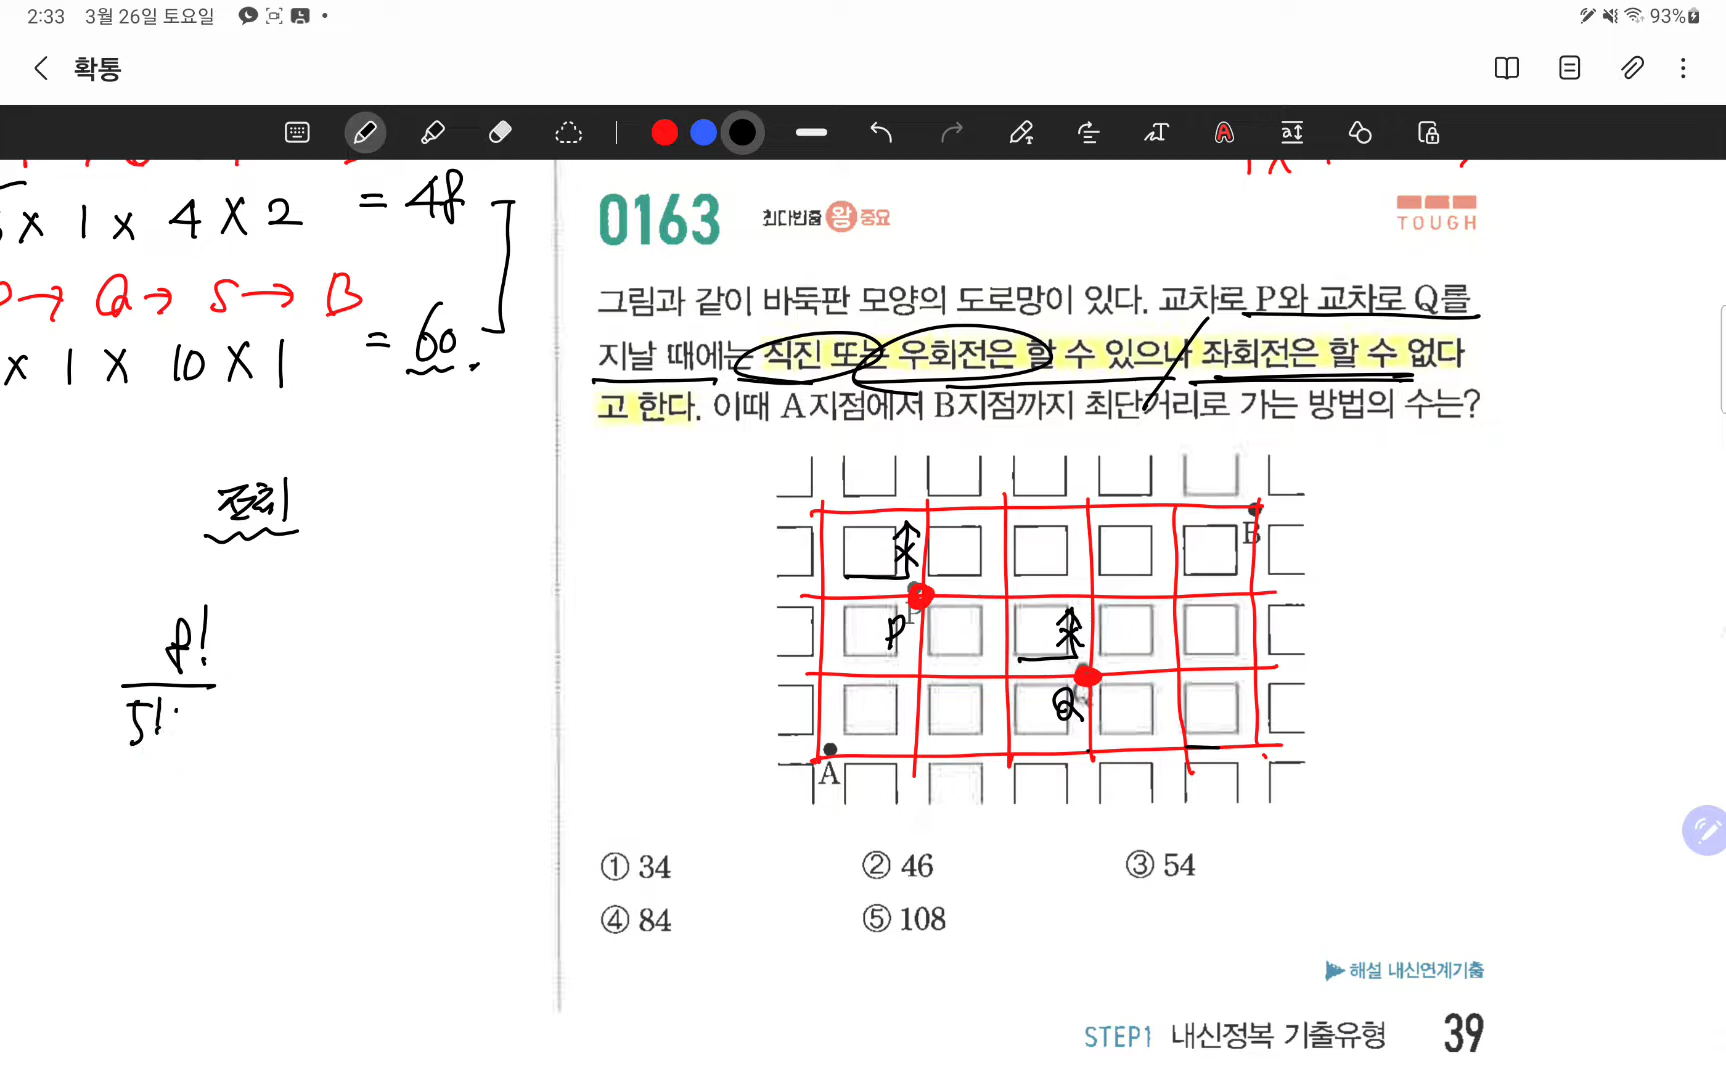 2:33 3월 26일 토요일
93%
확통
x 1 x 4 x 2 = 48
→ Q → S → B
x 1 x 10 x 1 = 60.
8!
5!
0163 최다빈출 왕 중요
TOUGH
그림과 같이 바둑판 모양의 도로망이 있다. 교차로 P와 교차로 Q를
지날 때에는 직진 또는 우회전은 할 수 있으나 좌회전은 할 수 없다
고 한다. 이때 A지점에서 B지점까지 최단거리로 가는 방법의 수는?
B
P
P
Q
A
① 34 ② 46 ③ 54
④ 84 ⑤ 108
▶ 해설 내신연계기출
STEP1 내신정복 기출유형 39